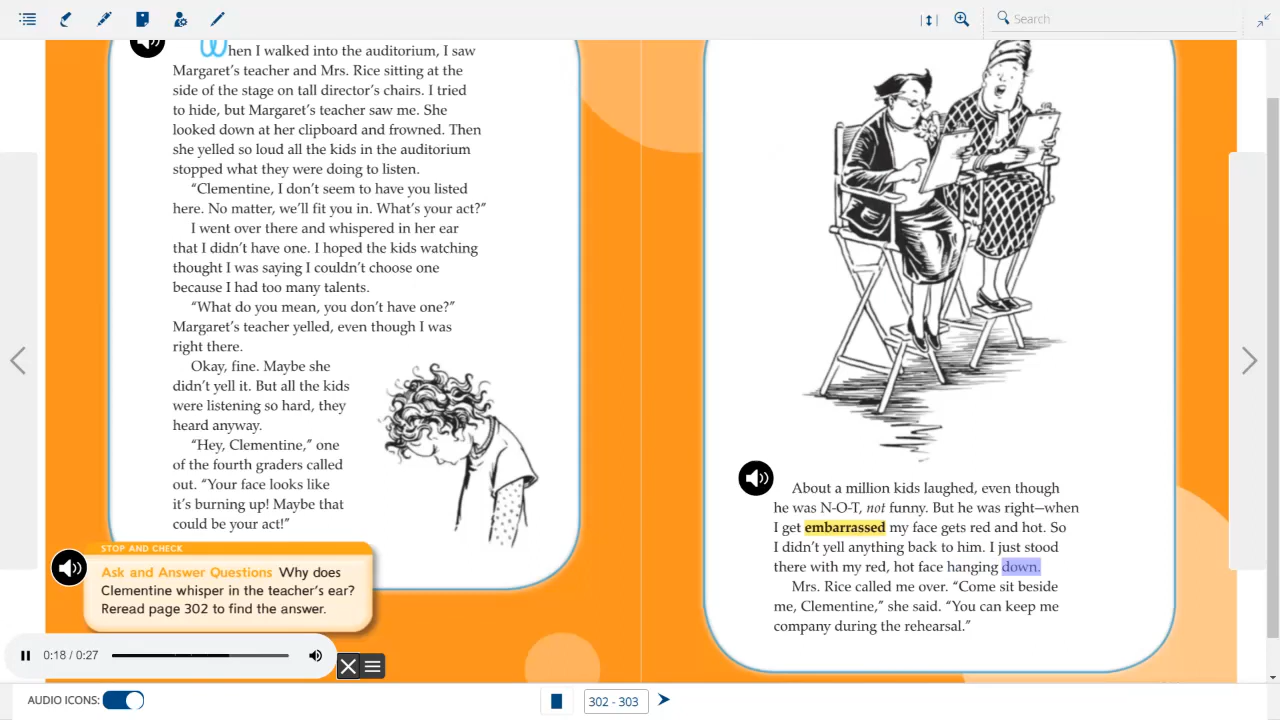 Search
When I walked into the auditorium, I saw
Margaret’s teacher and Mrs. Rice sitting at the
side of the stage on tall director’s chairs. I tried
to hide, but Margaret’s teacher saw me. She
looked down at her clipboard and frowned. Then
she yelled so loud all the kids in the auditorium
stopped what they were doing to listen.
“Clementine, I don’t seem to have you listed
here. No matter, we’ll fit you in. What’s your act?”
I went over there and whispered in her ear
that I didn’t have one. I hoped the kids watching
thought I was saying I couldn’t choose one
because I had too many talents.
“What do you mean, you don’t have one?”
Margaret’s teacher yelled, even though I was
right there.
Okay, fine. Maybe she
didn’t yell it. But all the kids
were listening so hard, they
heard anyway.
“Hey, Clementine,” one
of the fourth graders called
out. “Your face looks like
it’s burning up! Maybe that
could be your act!”
STOP AND CHECK
Ask and Answer Questions Why does
Clementine whisper in the teacher’s ear?
Reread page 302 to find the answer.
About a million kids laughed, even though
he was N-O-T, not funny. But he was right—when
I get embarrassed my face gets red and hot. So
I didn’t yell anything back to him. I just stood
there with my red, hot face hanging down.
Mrs. Rice called me over. “Come sit beside
me, Clementine,” she said. “You can keep me
company during the rehearsal.”
0:18 / 0:27
AUDIO ICONS:
302 - 303